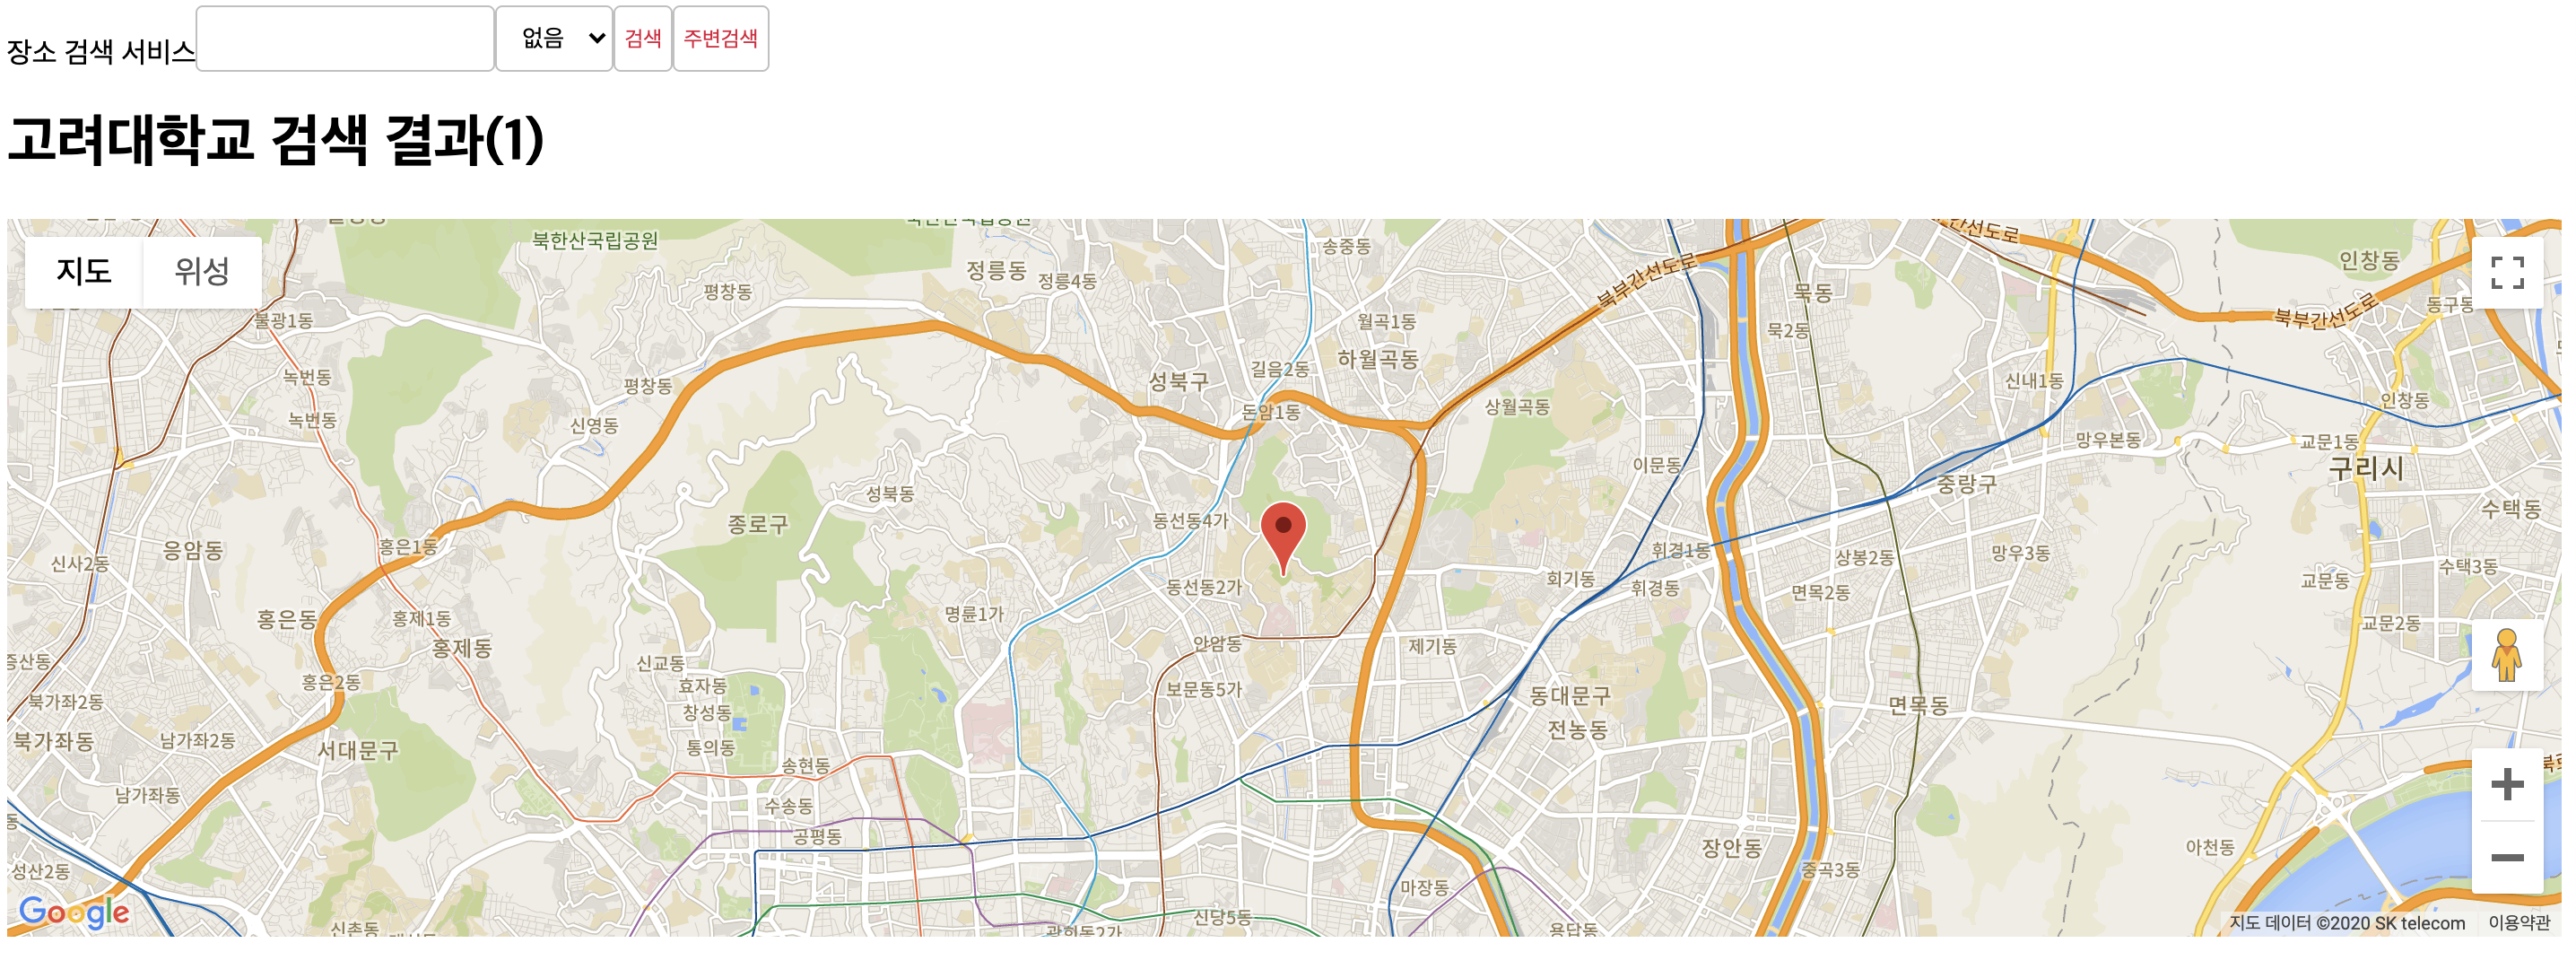 장소 검색 서비스 없음 검색 주변검색
고려대학교 검색 결과(1)
지도 위성
북한산국립공원
정릉동
정릉4동
송중동
북부간선도로
인창동
평창동
묵동
동구동
불광1동
월곡1동
묵2동
북부간선도로
길음2동
하월곡동
녹번동
평창동
성북구
신내1동
돈암1동
상월곡동
인창동
녹번동
신영동
망우본동
교문1동
이문동
구리시
중랑구
성북동
수택동
종로구
동선동4가
응암동
홍은1동
휘경1동
상봉2동
망우3동
신사2동
회기동
수택3동
동선동2가
휘경동
면목2동
교문동
홍은동
홍제1동
명륜1가
교문2동
홍제동
안암동
제기동
증산동
신교동
홍은2동
효자동
보문동5가
동대문구
북가좌2동
창성동
면목동
전농동
북가좌동
남가좌2동
서대문구
통의동
송현동
남가좌동
수송동
공평동
장안동
아천동
성산2동
중곡3동
마장동
Google
신촌동
신당5동
광희동2가
용답동
지도 데이터 ©2020 SK telecom 이용약관